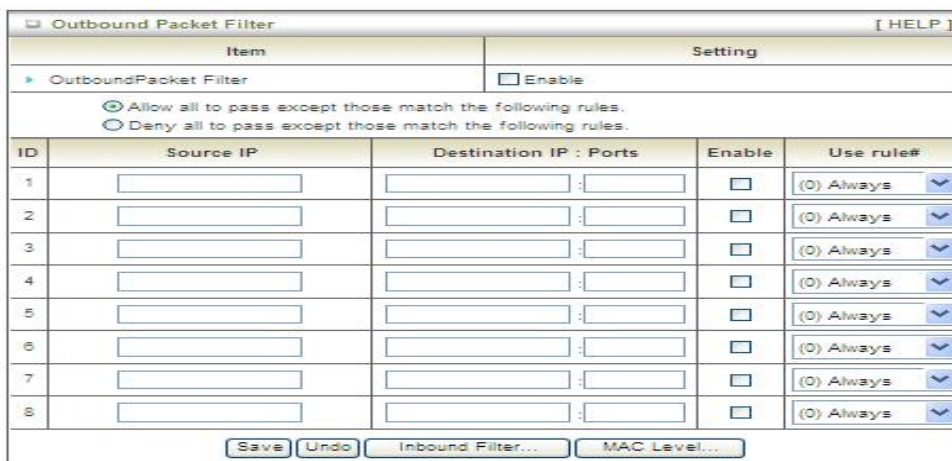 Outbound Packet Filter [ HELP ]
Item Setting
OutboundPacket Filter Enable
Allow all to pass except those match the following rules.
Deny all to pass except those match the following rules.
ID Source IP Destination IP : Ports Enable Use rule#
1 : (0) Always
2 : (0) Always
3 : (0) Always
4 : (0) Always
5 : (0) Always
6 : (0) Always
7 : (0) Always
8 : (0) Always
Save Undo Inbound Filter... MAC Level...